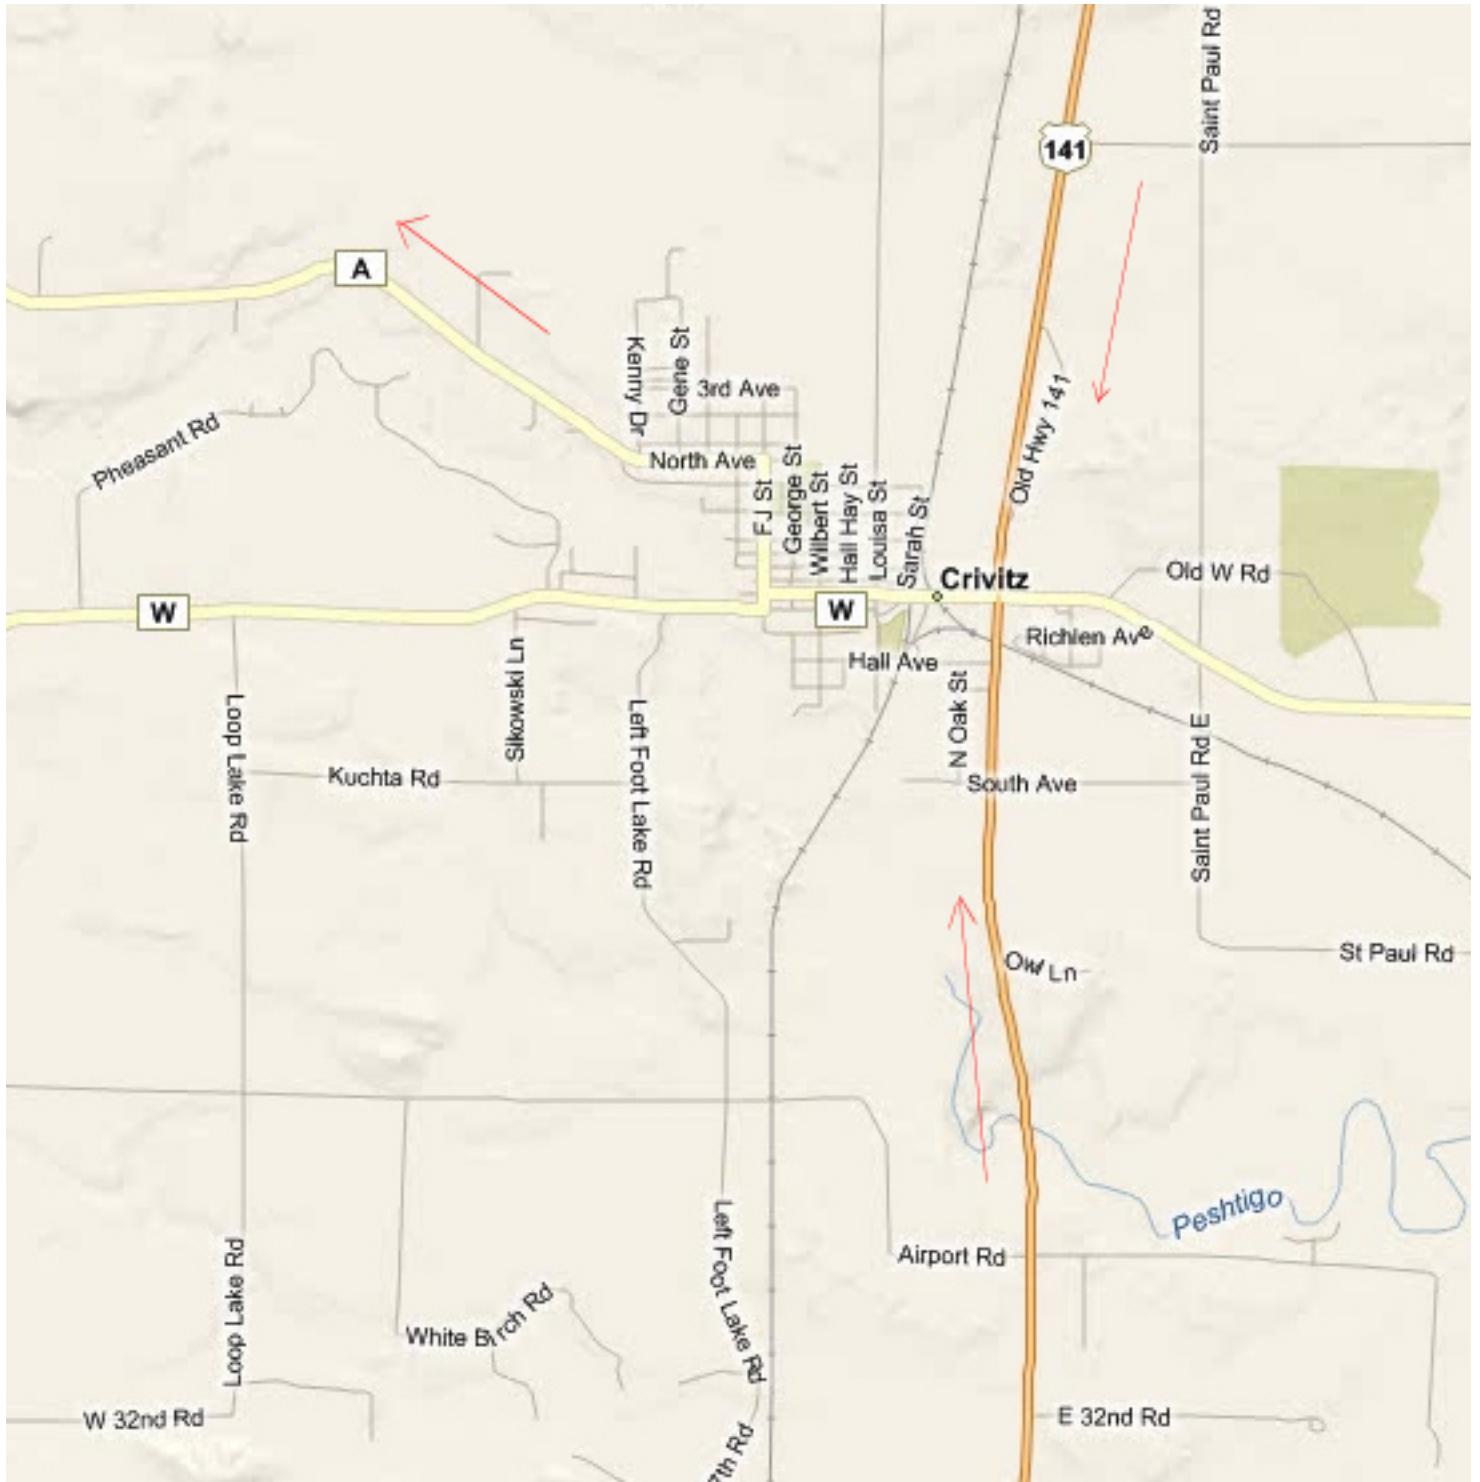 Saint Paul Rd
141
A
Kenny Dr
Gene St
3rd Ave
Old Hwy 141
Pheasant Rd
North Ave
F J St
George St
Wilbert St
Hall Hay St
Louisa St
Sarah St
Crivitz
Old W Rd
W
W
Richlen Ave
Hall Ave
Loop Lake Rd
Sikowski Ln
Left Foot Lake Rd
N Oak St
Saint Paul Rd E
Kuchta Rd
South Ave
Owl Ln
St Paul Rd
Peshtigo
Left Foot Lake Rd
Loop Lake Rd
Airport Rd
White Birch Rd
W 32nd Rd
7th Rd
E 32nd Rd